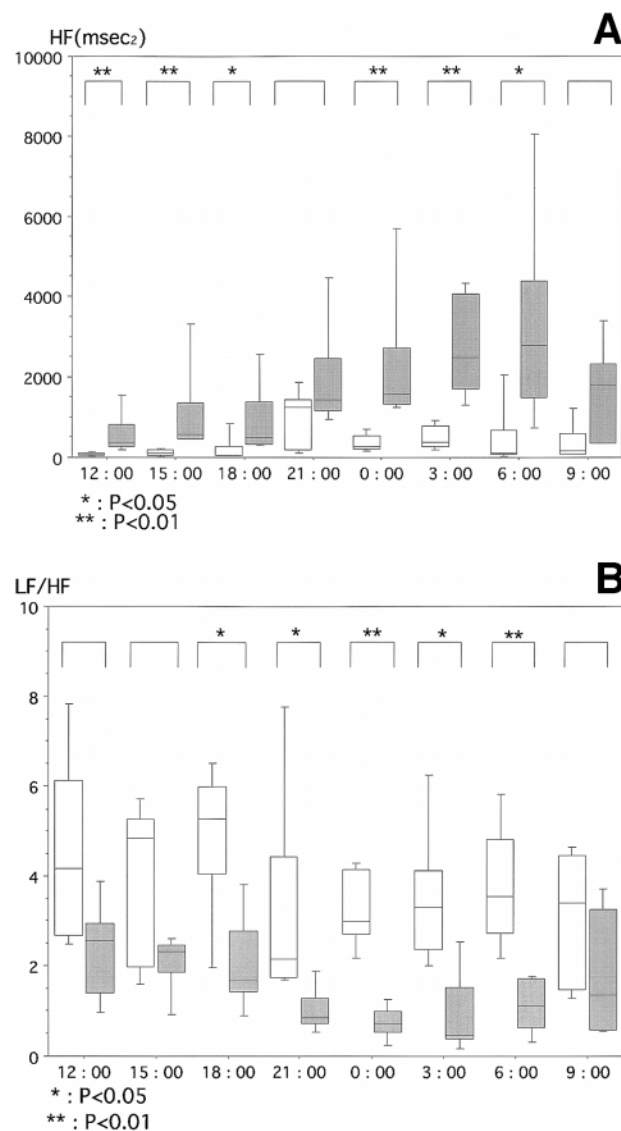 HF(msec₂) A
10000
** ** * ** ** *
8000
6000
4000
2000
0
12 : 00 15 : 00 18 : 00 21 : 00 0 : 00 3 : 00 6 : 00 9 : 00
* : P<0.05
** : P<0.01
B
LF/HF
10
* * ** * **
8
6
4
2
0
12 : 00 15 : 00 18 : 00 21 : 00 0 : 00 3 : 00 6 : 00 9 : 00
* : P<0.05
** : P<0.01